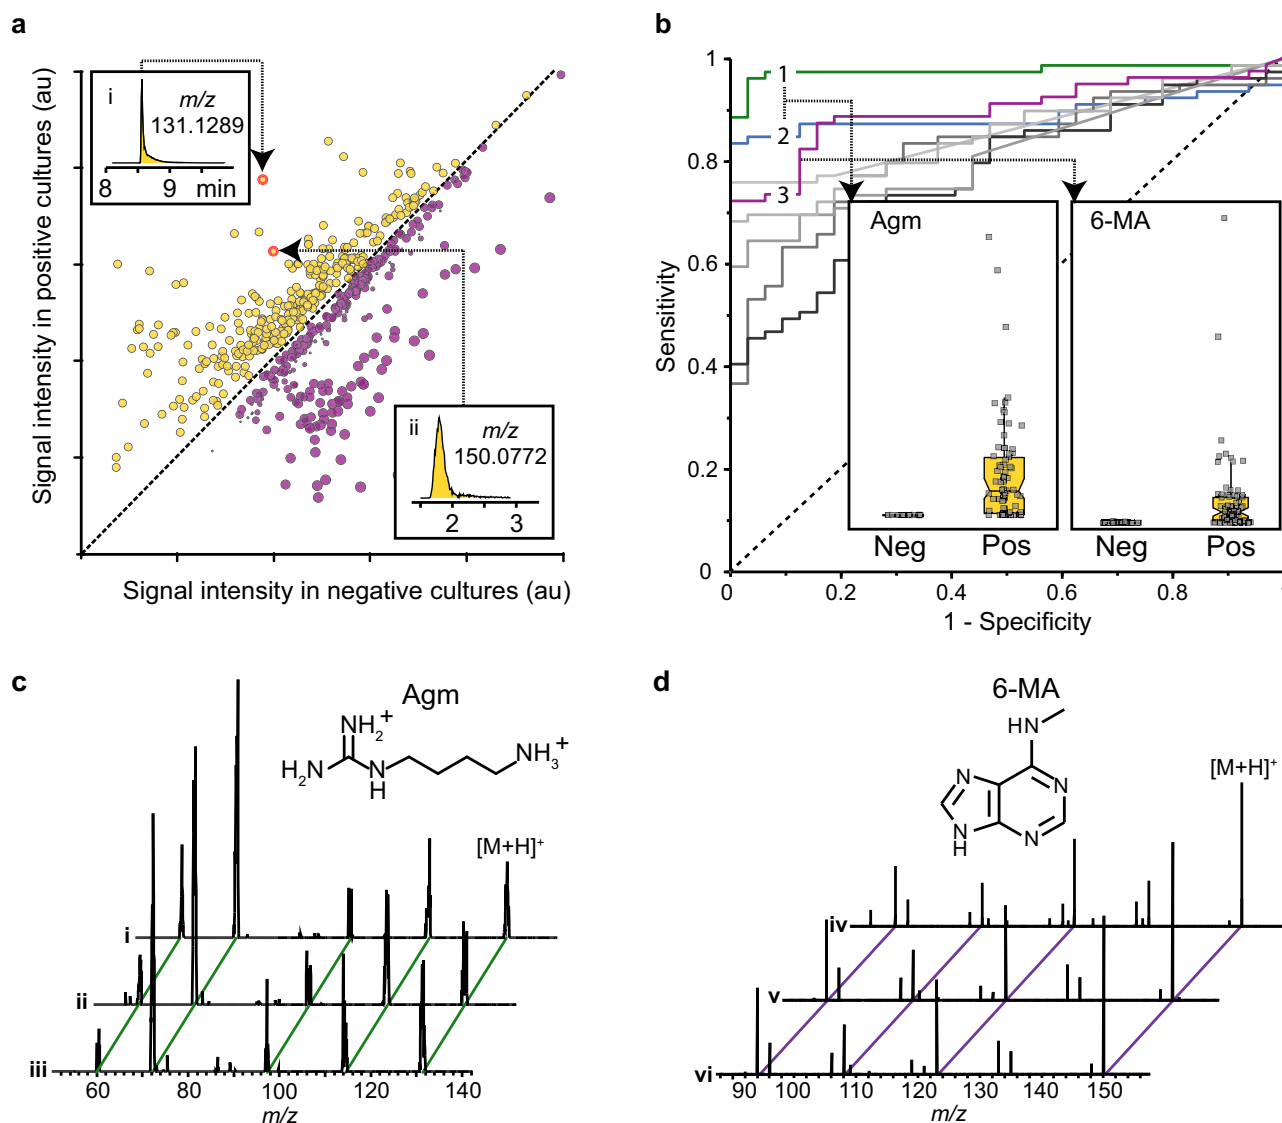 a
Signal intensity in positive cultures (au)
i
m/z
131.1289
8 9 min
ii
m/z
150.0772
2 3
Signal intensity in negative cultures (au)
b
Sensitivity
1
0.8
0.6
0.4
0.2
0
1
2
3
Agm
Neg Pos
6-MA
Neg Pos
0 0.2 0.4 0.6 0.8 1
1 - Specificity
c
Agm
NH2+
H2N
N
H
NH3+
[M+H]+
i
ii
iii
60 80 100 120 140
m/z
d
6-MA
HN
N
N
N
H
N
[M+H]+
iv
v
vi
90 100 110 120 130 140 150
m/z